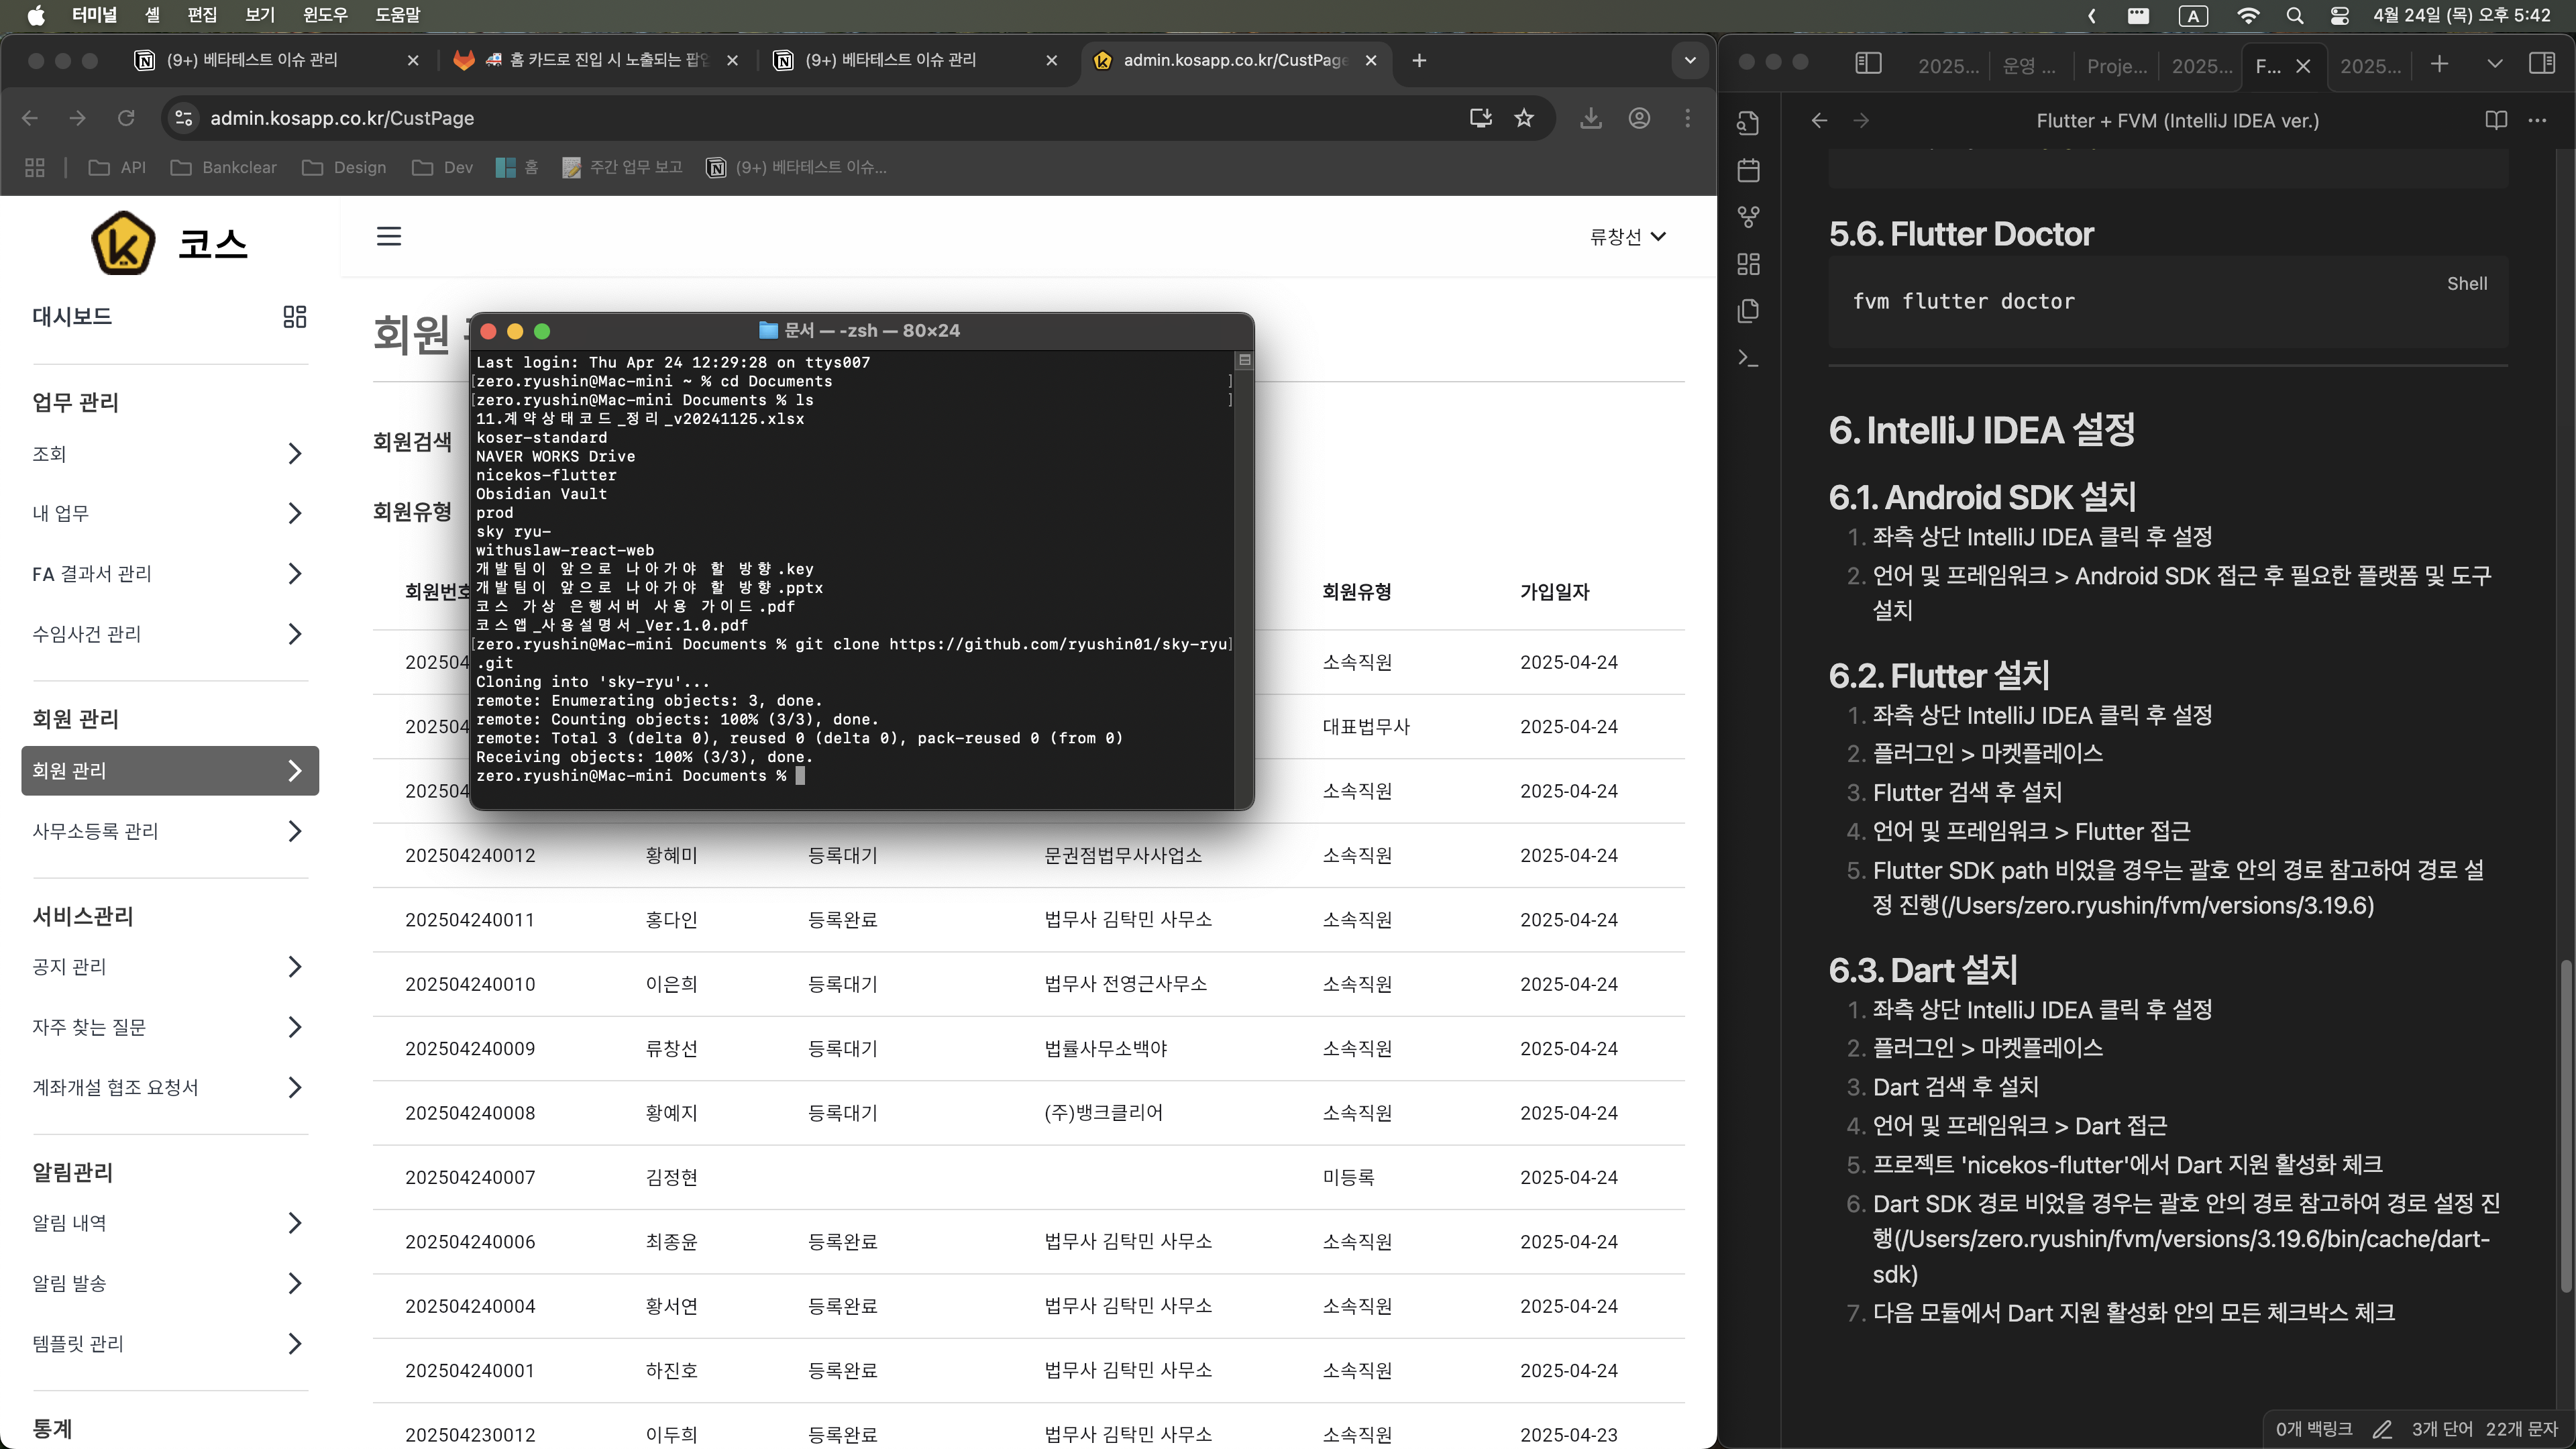 터미널 셸 편집 보기 윈도우 도움말
A 4월 24일 (목) 오후 5:42
(9+) 베타테스트 이슈 관리
홈 카드로 진입 시 노출되는 팝업
(9+) 베타테스트 이슈 관리
admin.kosapp.co.kr/CustPage
admin.kosapp.co.kr/CustPage
API Bankclear Design Dev 홈 주간 업무 보고 (9+) 베타테스트 이슈...
코스
류창선
대시보드
업무 관리
조회
내 업무
FA 결과서 관리
수임사건 관리
회원 관리
회원 관리
사무소등록 관리
서비스관리
공지 관리
자주 찾는 질문
계좌개설 협조 요청서
알림관리
알림 내역
알림 발송
템플릿 관리
통계
회원
회원검색
회원유형
회원번호 회원유형 가입일자
202504 소속직원 2025-04-24
202504 대표법무사 2025-04-24
202504 소속직원 2025-04-24
202504240012 황혜미 등록대기 문권점법무사사업소 소속직원 2025-04-24
202504240011 홍다인 등록완료 법무사 김탁민 사무소 소속직원 2025-04-24
202504240010 이은희 등록대기 법무사 전영근사무소 소속직원 2025-04-24
202504240009 류창선 등록대기 법률사무소백야 소속직원 2025-04-24
202504240008 황예지 등록대기 (주)뱅크클리어 소속직원 2025-04-24
202504240007 김정현 미등록 2025-04-24
202504240006 최종윤 등록완료 법무사 김탁민 사무소 소속직원 2025-04-24
202504240004 황서연 등록완료 법무사 김탁민 사무소 소속직원 2025-04-24
202504240001 하진호 등록완료 법무사 김탁민 사무소 소속직원 2025-04-24
202504230012 이두희 등록완료 법무사 김탁민 사무소 소속직원 2025-04-23
문서 — -zsh — 80×24
Last login: Thu Apr 24 12:29:28 on ttys007
[zero.ryushin@Mac-mini ~ % cd Documents ]
[zero.ryushin@Mac-mini Documents % ls ]
11.계약상태코드_정리_v20241125.xlsx
koser-standard
NAVER WORKS Drive
nicekos-flutter
Obsidian Vault
prod
sky ryu-
withuslaw-react-web
개발팀이 앞으로 나아가야 할 방향.key
개발팀이 앞으로 나아가야 할 방향.pptx
코스 가상 은행서버 사용 가이드.pdf
코스앱_사용설명서_Ver.1.0.pdf
[zero.ryushin@Mac-mini Documents % git clone https://github.com/ryushin01/sky-ryu]
.git
Cloning into 'sky-ryu'...
remote: Enumerating objects: 3, done.
remote: Counting objects: 100% (3/3), done.
remote: Total 3 (delta 0), reused 0 (delta 0), pack-reused 0 (from 0)
Receiving objects: 100% (3/3), done.
zero.ryushin@Mac-mini Documents %
2025... 운영 ... Proje... 2025... F... 2025...
Flutter + FVM (IntelliJ IDEA ver.)
5.6. Flutter Doctor
Shell
fvm flutter doctor
6. IntelliJ IDEA 설정
6.1. Android SDK 설치
1. 좌측 상단 IntelliJ IDEA 클릭 후 설정
2. 언어 및 프레임워크 > Android SDK 접근 후 필요한 플랫폼 및 도구
설치
6.2. Flutter 설치
1. 좌측 상단 IntelliJ IDEA 클릭 후 설정
2. 플러그인 > 마켓플레이스
3. Flutter 검색 후 설치
4. 언어 및 프레임워크 > Flutter 접근
5. Flutter SDK path 비었을 경우는 괄호 안의 경로 참고하여 경로 설
정 진행(/Users/zero.ryushin/fvm/versions/3.19.6)
6.3. Dart 설치
1. 좌측 상단 IntelliJ IDEA 클릭 후 설정
2. 플러그인 > 마켓플레이스
3. Dart 검색 후 설치
4. 언어 및 프레임워크 > Dart 접근
5. 프로젝트 'nicekos-flutter'에서 Dart 지원 활성화 체크
6. Dart SDK 경로 비었을 경우는 괄호 안의 경로 참고하여 경로 설정 진
행(/Users/zero.ryushin/fvm/versions/3.19.6/bin/cache/dart-
sdk)
7. 다음 모듈에서 Dart 지원 활성화 안의 모든 체크박스 체크
0개 백링크 3개 단어 22개 문자